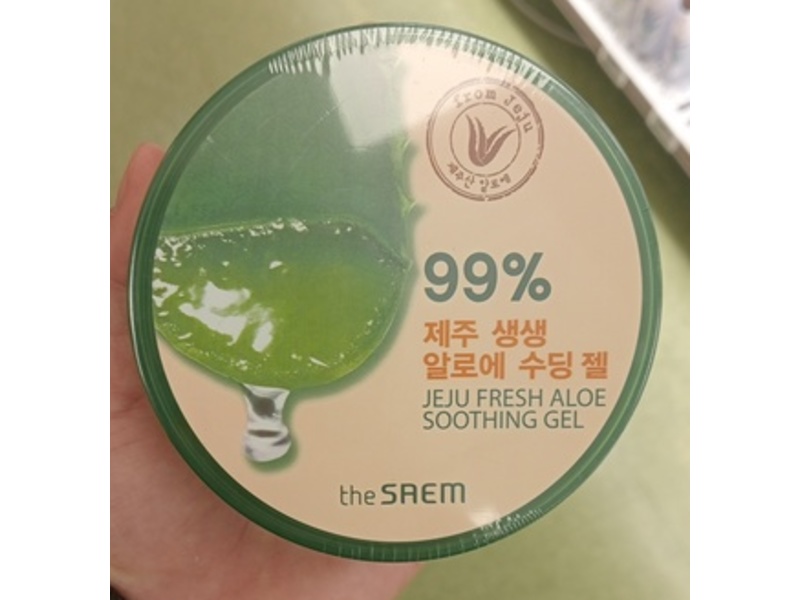 from Jeju
제주산 알로에
99%
제주 생생
알로에 수딩 젤
JEJU FRESH ALOE
SOOTHING GEL
the SAEM